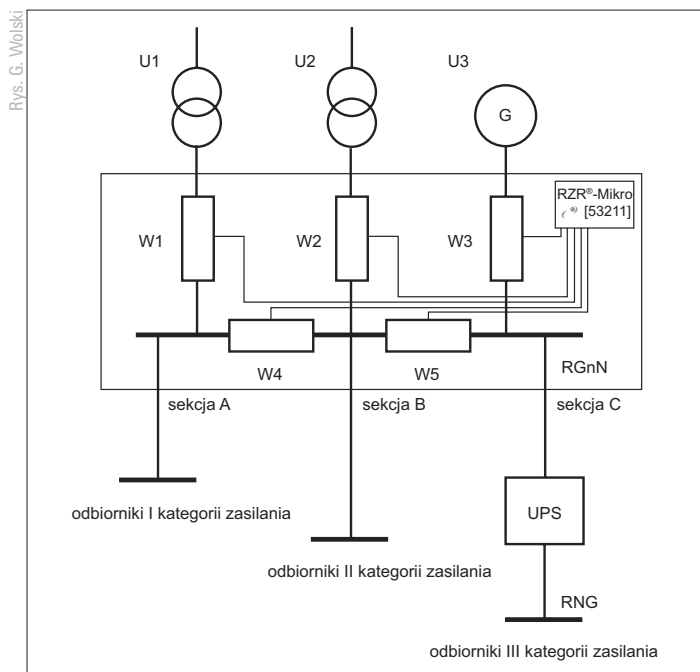 Rys. G. Wolski
U1
U2
U3
G
RZR®-Mikro
[53211]
W1
W2
W3
W4
W5
RGnN
sekcja A
sekcja B
sekcja C
odbiorniki I kategorii zasilania
UPS
odbiorniki II kategorii zasilania
RNG
odbiorniki III kategorii zasilania